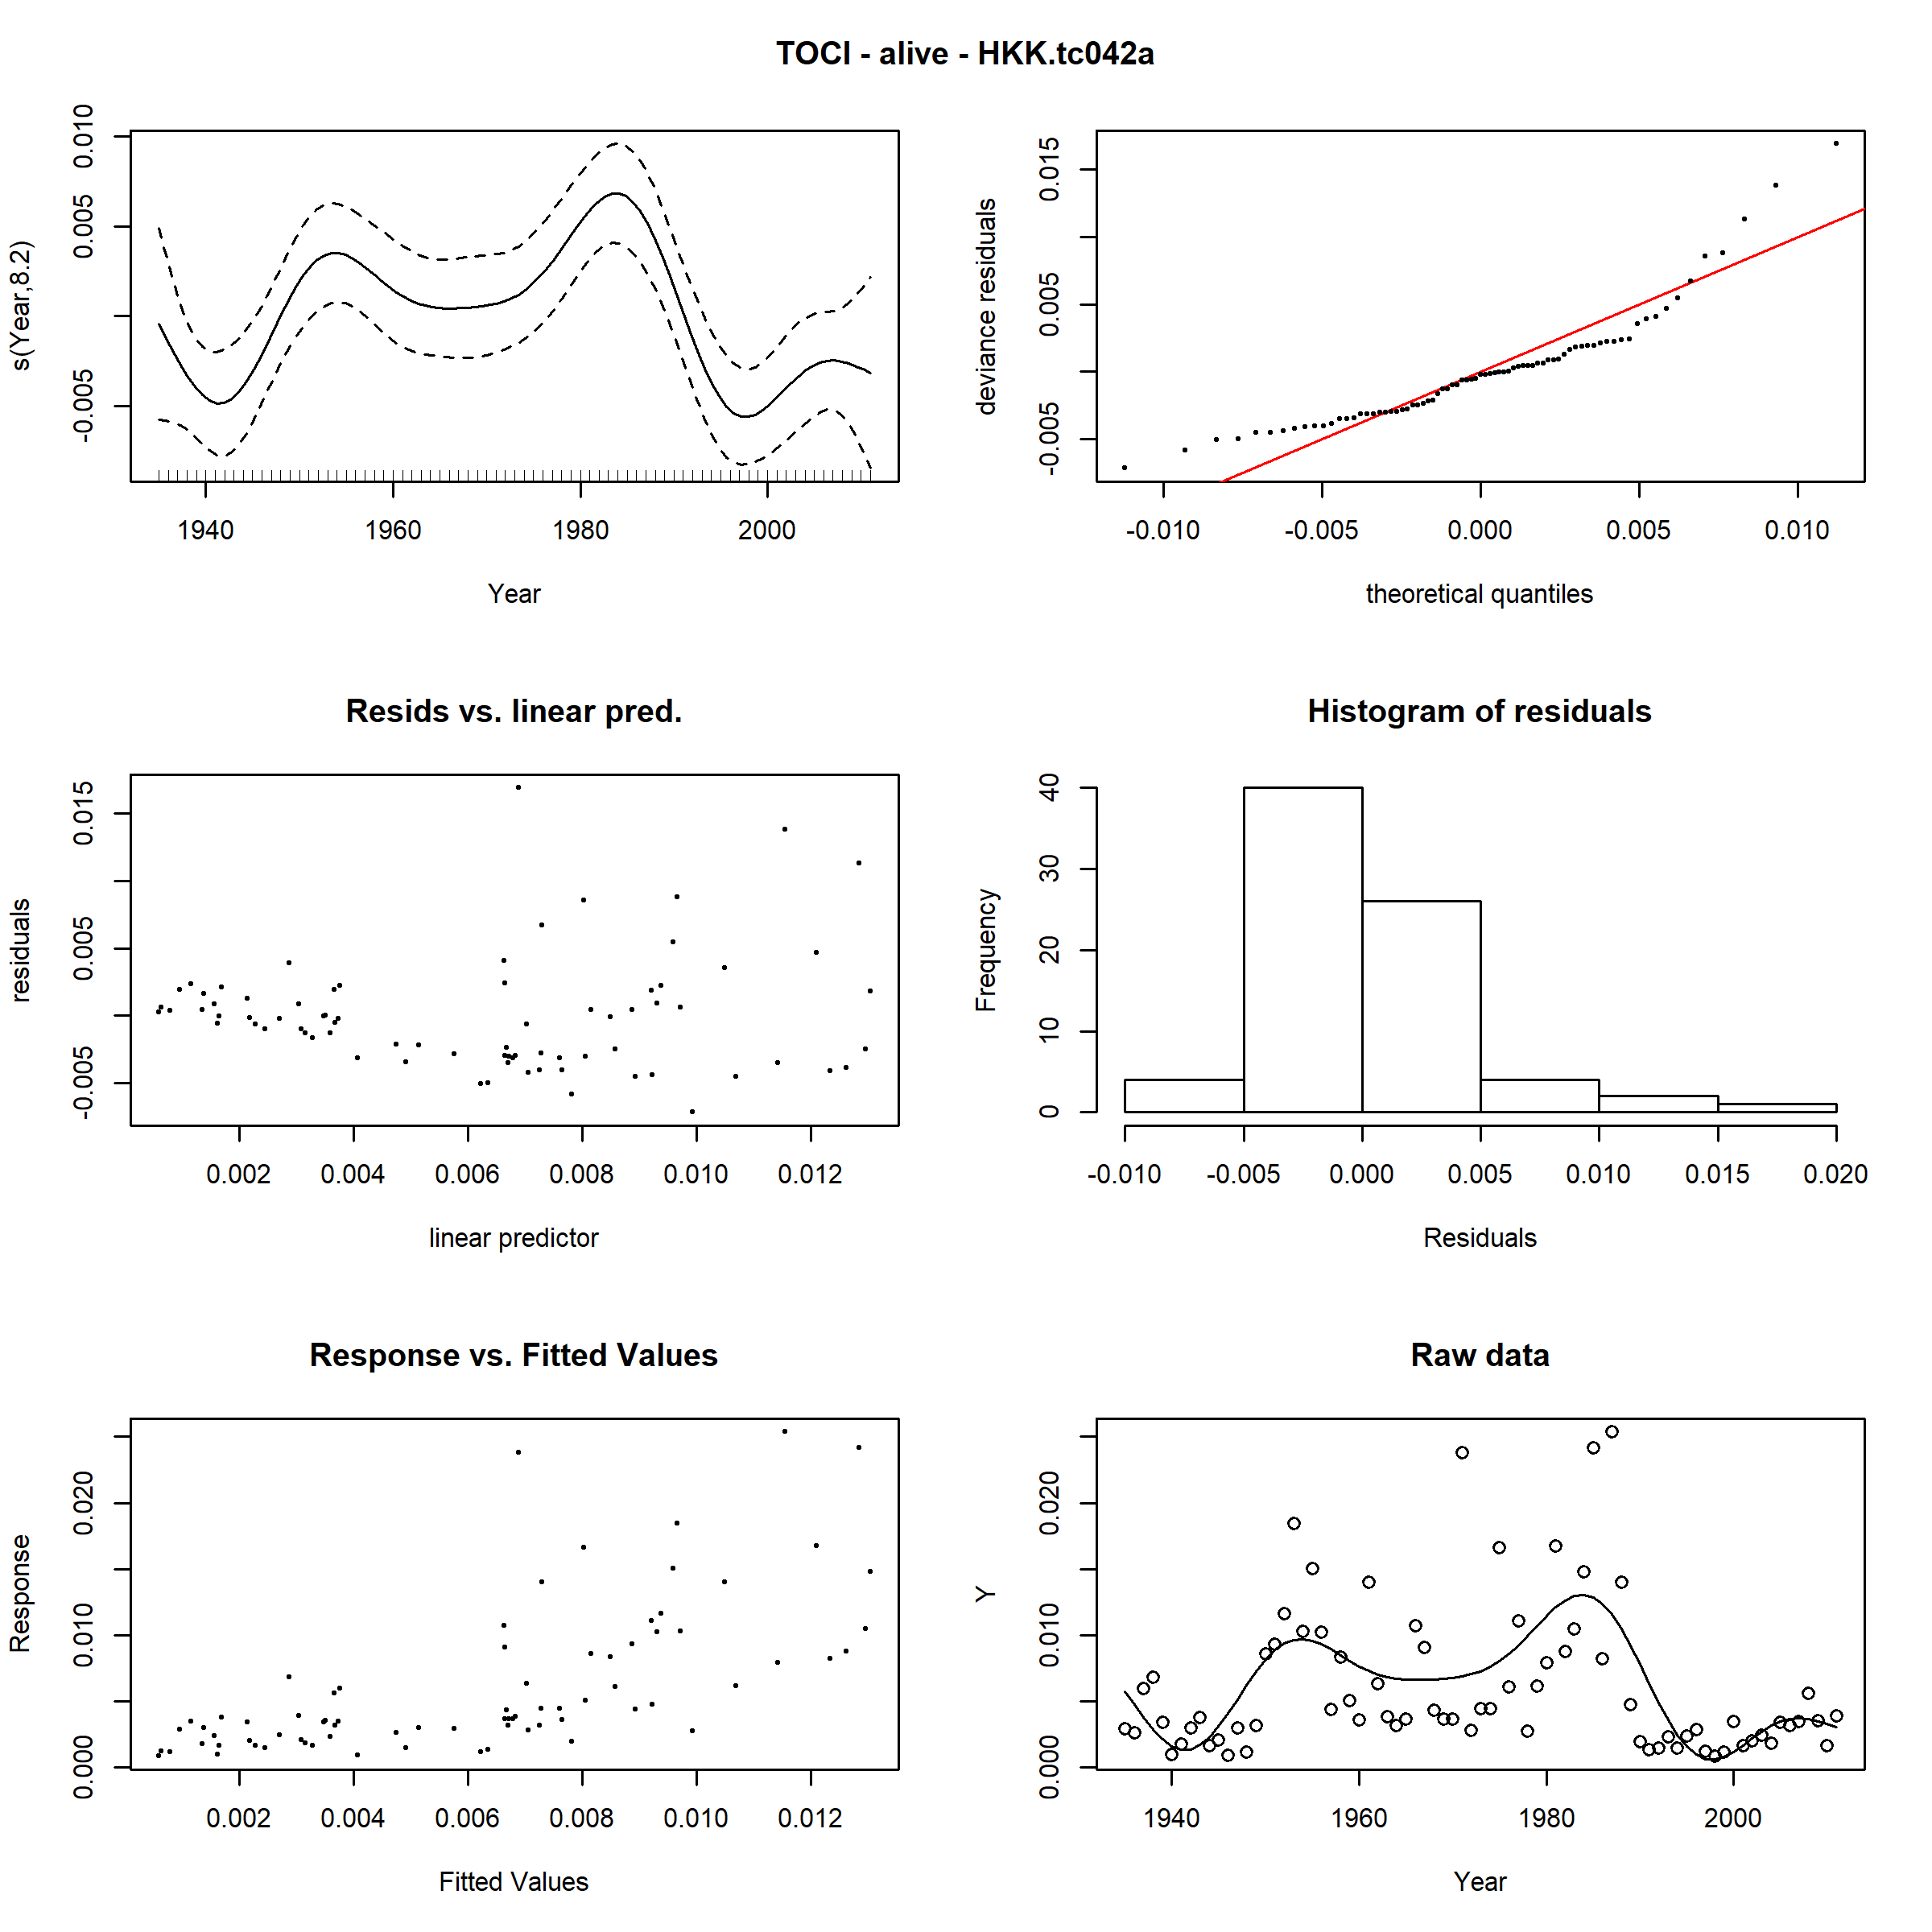 TOCI - alive - HKK.tc042a
s(Year,8.2)
-0.005 0.005 0.010
1940 1960 1980 2000
Year
deviance residuals
-0.005 0.005 0.015
-0.010 -0.005 0.000 0.005 0.010
theoretical quantiles
Resids vs. linear pred.
residuals
-0.005 0.005 0.015
0.002 0.004 0.006 0.008 0.010 0.012
linear predictor
Histogram of residuals
Frequency
0 10 20 30 40
-0.010 -0.005 0.000 0.005 0.010 0.015 0.020
Residuals
Response vs. Fitted Values
Response
0.000 0.010 0.020
0.002 0.004 0.006 0.008 0.010 0.012
Fitted Values
Raw data
Y
0.000 0.010 0.020
1940 1960 1980 2000
Year